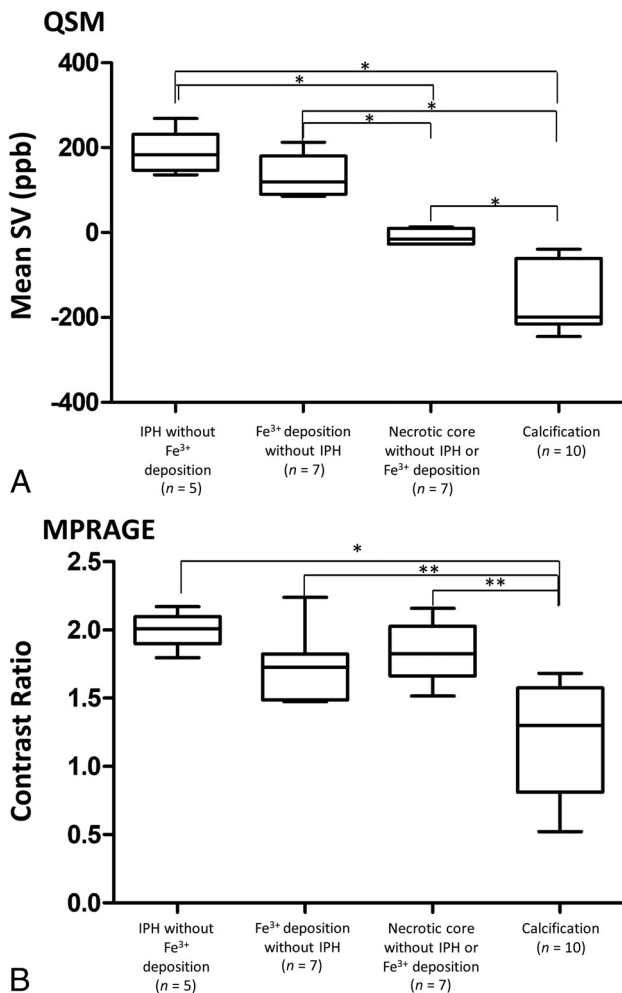 QSM
Mean SV (ppb)
400
200
0
-200
-400
*
*
*
*
*
IPH without
Fe³⁺
deposition
(n = 5)
Fe³⁺ deposition
without IPH
(n = 7)
Necrotic core
without IPH or
Fe³⁺ deposition
(n = 7)
Calcification
(n = 10)
A
MPRAGE
Contrast Ratio
2.5
2.0
1.5
1.0
0.5
0.0
*
**
**
IPH without
Fe³⁺
deposition
(n = 5)
Fe³⁺ deposition
without IPH
(n = 7)
Necrotic core
without IPH or
Fe³⁺ deposition
(n = 7)
Calcification
(n = 10)
B